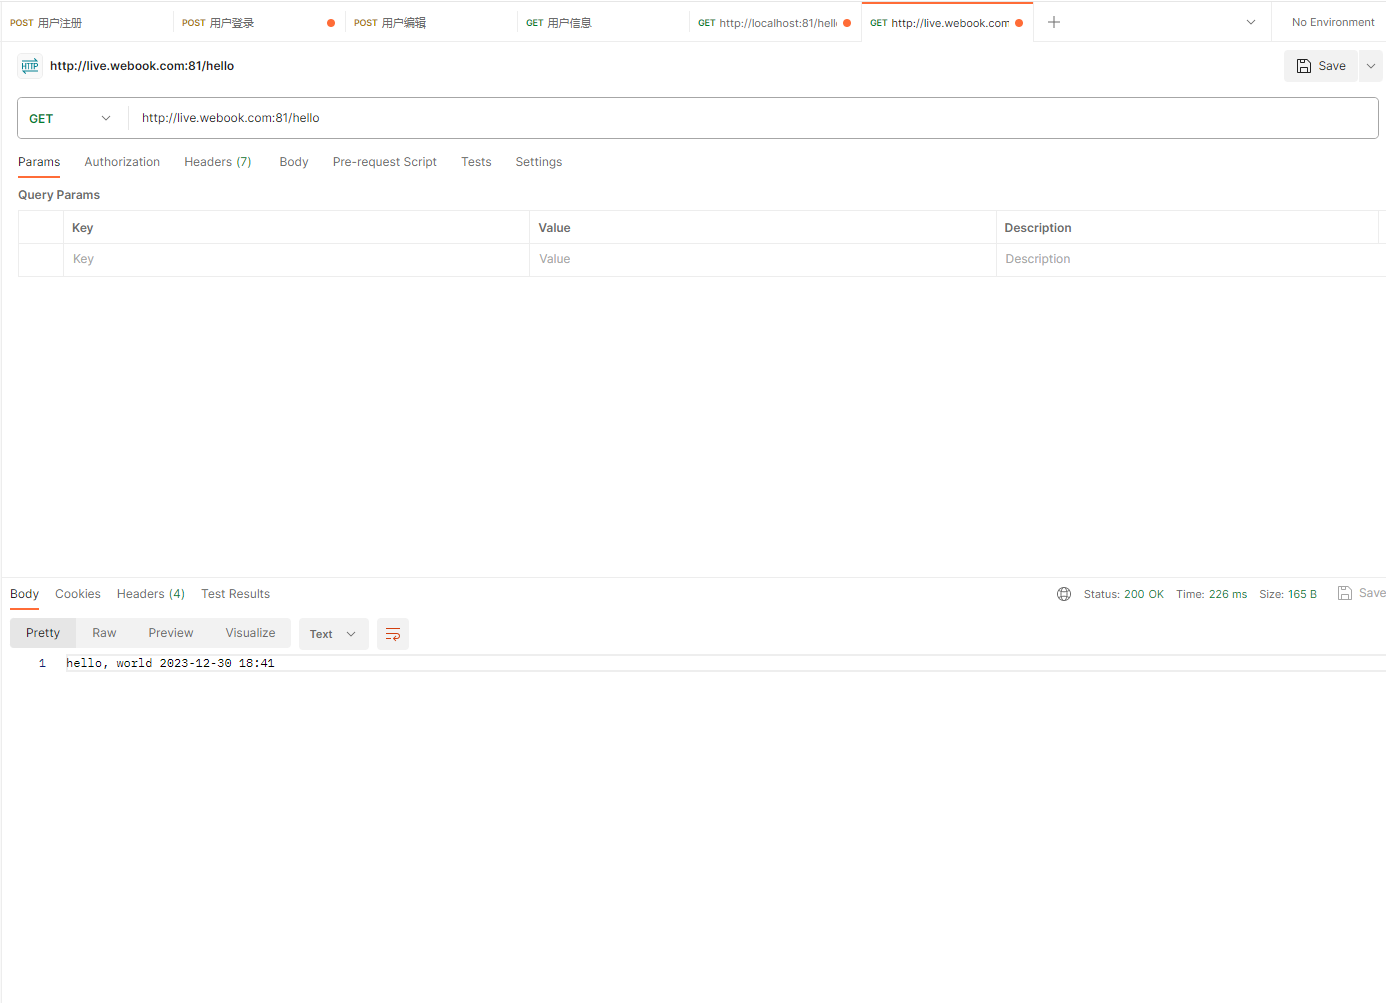 POST 用户注册 POST 用户登录 POST 用户编辑 GET 用户信息 GET http://localhost:81/hell GET http://live.webook.com No Environment
HTTP http://live.webook.com:81/hello Save
GET http://live.webook.com:81/hello
Params Authorization Headers (7) Body Pre-request Script Tests Settings
Query Params
Key Value Description
Key Value Description
Body Cookies Headers (4) Test Results Status: 200 OK Time: 226 ms Size: 165 B Save
Pretty Raw Preview Visualize Text
1 hello, world 2023-12-30 18:41